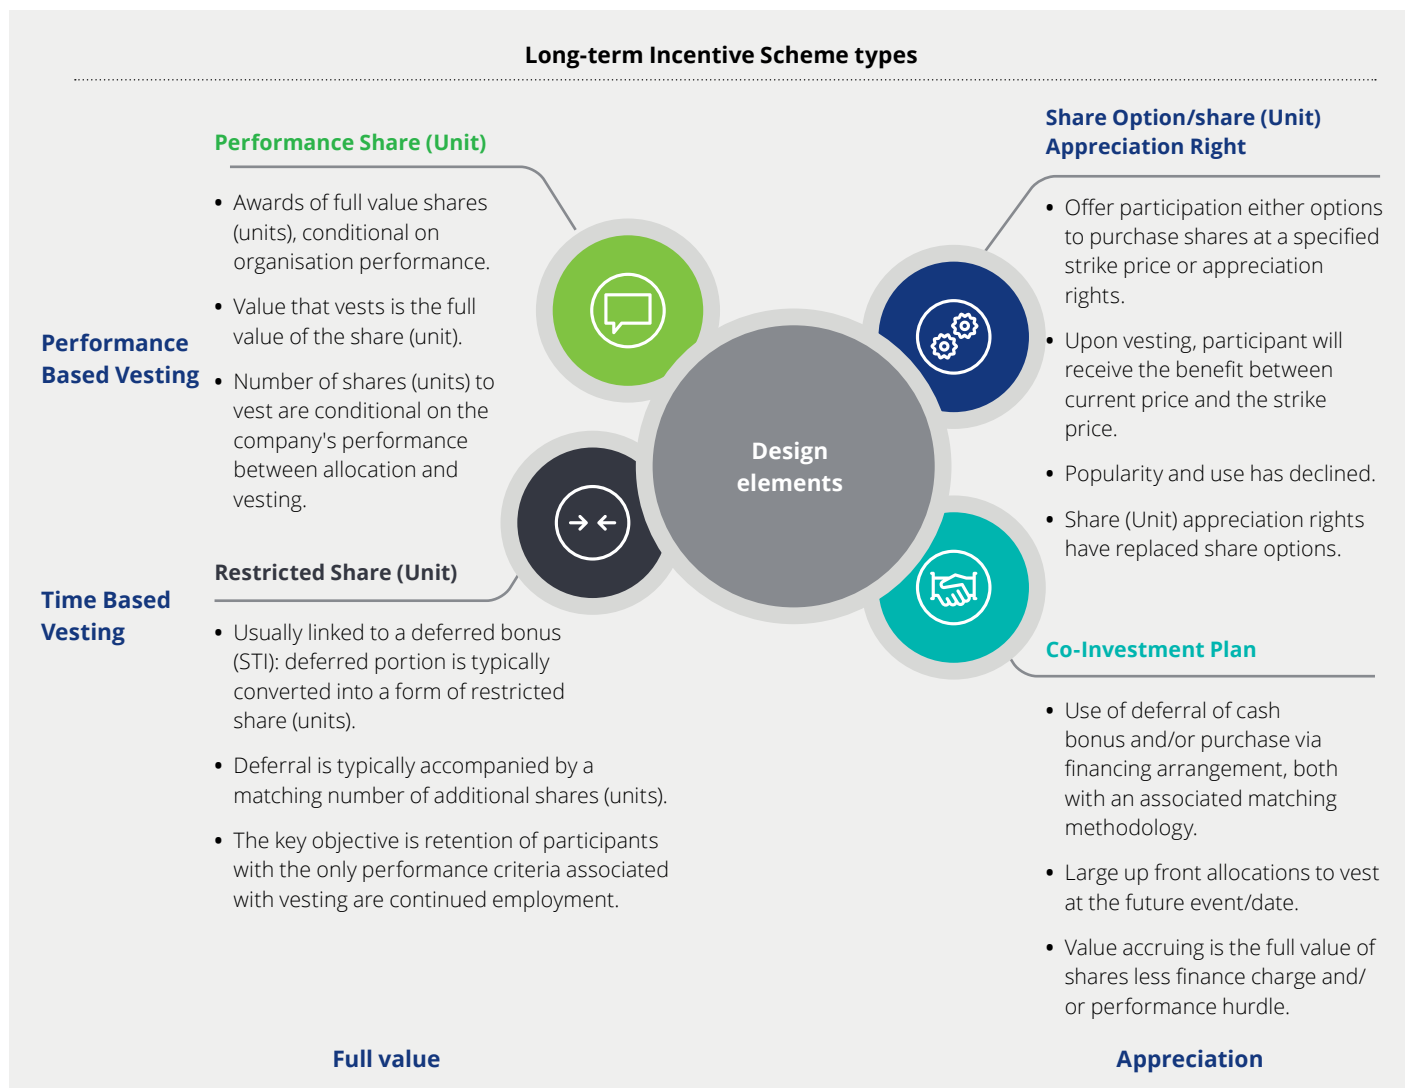 Long-term Incentive Scheme types
Performance Share (Unit)
• Awards of full value shares
(units), conditional on
organisation performance.
• Value that vests is the full
value of the share (unit).
• Number of shares (units) to
vest are conditional on the
company's performance
between allocation and
vesting.
Performance
Based Vesting
Share Option/share (Unit)
Appreciation Right
• Offer participation either options
to purchase shares at a specified
strike price or appreciation
rights.
• Upon vesting, participant will
receive the benefit between
current price and the strike
price.
• Popularity and use has declined.
• Share (Unit) appreciation rights
have replaced share options.
Design
elements
Time Based
Vesting
Restricted Share (Unit)
• Usually linked to a deferred bonus
(STI): deferred portion is typically
converted into a form of restricted
share (units).
• Deferral is typically accompanied by a
matching number of additional shares (units).
• The key objective is retention of participants
with the only performance criteria associated
with vesting are continued employment.
Co-Investment Plan
• Use of deferral of cash
bonus and/or purchase via
financing arrangement, both
with an associated matching
methodology.
• Large up front allocations to vest
at the future event/date.
• Value accruing is the full value of
shares less finance charge and/
or performance hurdle.
Full value
Appreciation